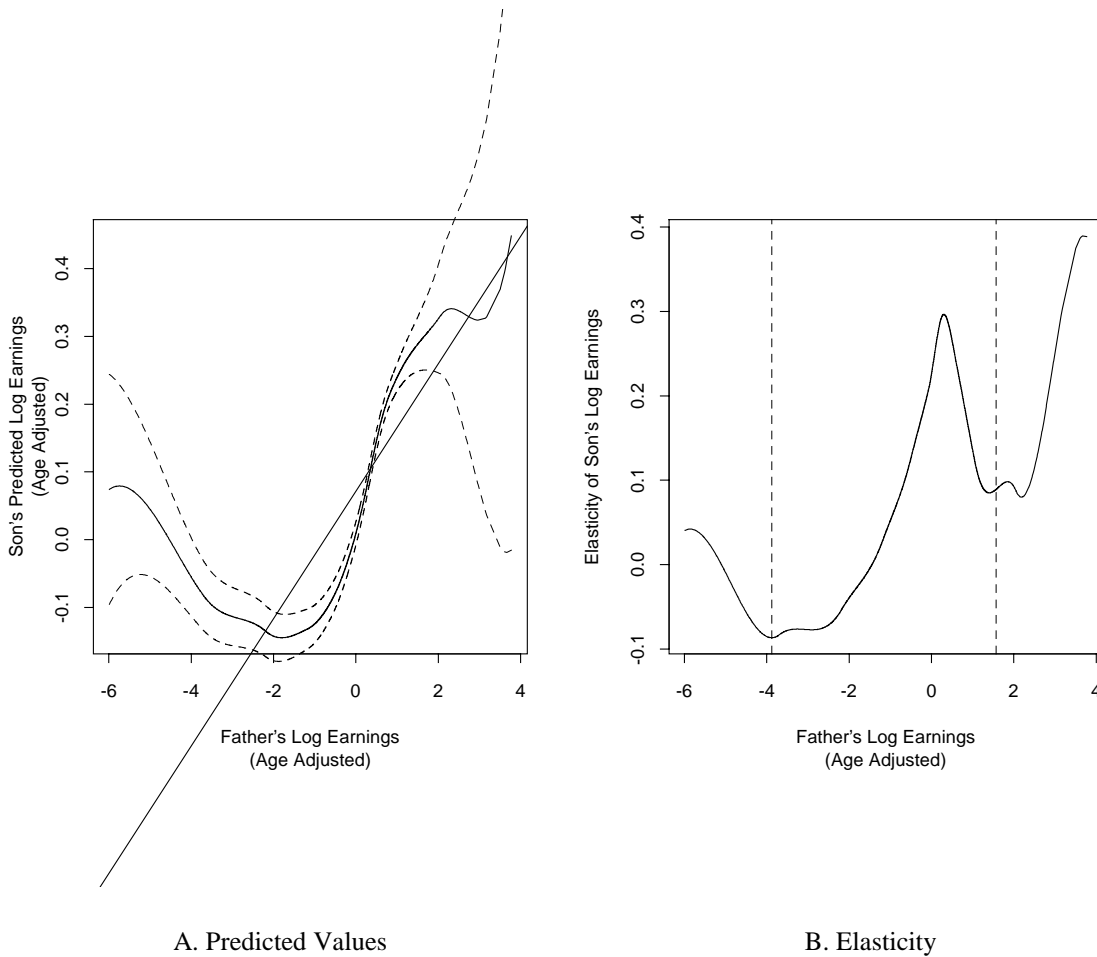 Son's Predicted Log Earnings
(Age Adjusted)
0.4
0.3
0.2
0.1
0.0
-0.1
-6 -4 -2 0 2 4
Father's Log Earnings
(Age Adjusted)
A. Predicted Values
Elasticity of Son's Log Earnings
0.4
0.3
0.2
0.1
0.0
-0.1
-6 -4 -2 0 2 4
Father's Log Earnings
(Age Adjusted)
B. Elasticity